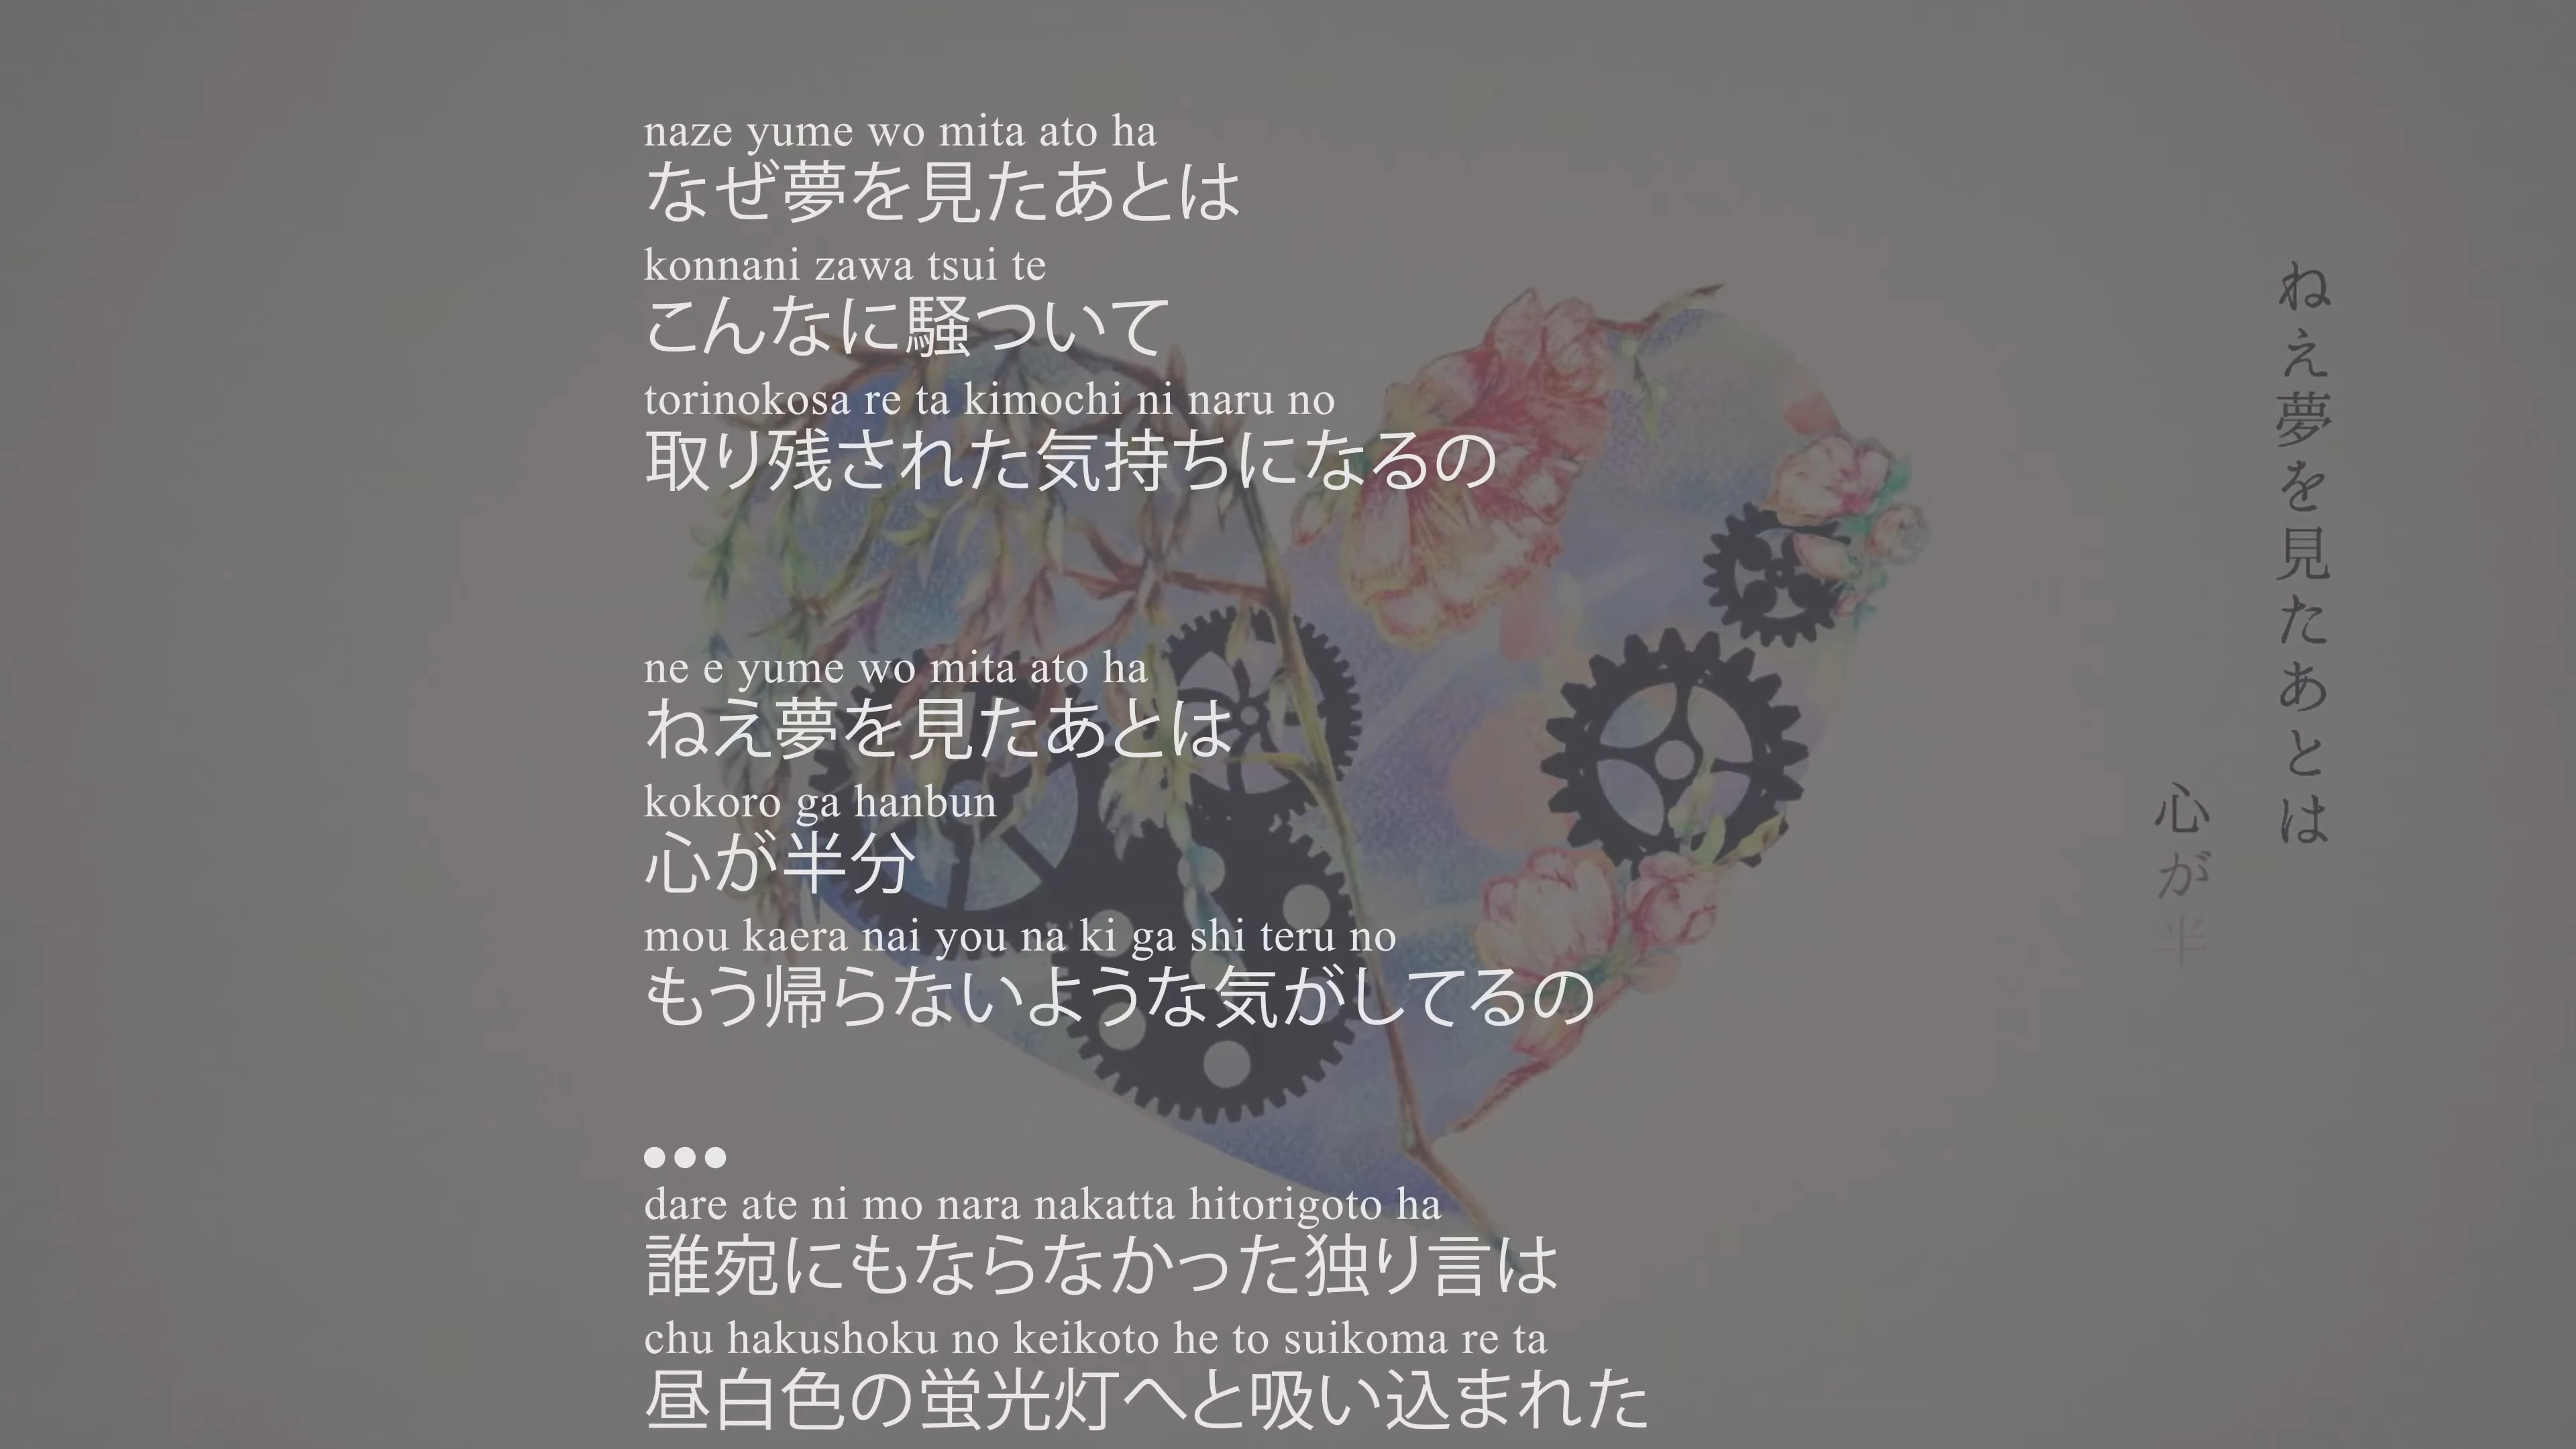 naze yume wo mita ato ha
なぜ夢を見たあとは
konnani zawa tsui te
こんなに騒ついて
torinokosa re ta kimochi ni naru no
取り残された気持ちになるの
ne e yume wo mita ato ha
ねえ夢を見たあとは
kokoro ga hanbun
心が半分
mou kaera nai you na ki ga shi teru no
もう帰らないような気がしてるの
●●●
dare ate ni mo nara nakatta hitorigoto ha
誰宛にもならなかった独り言は
chu hakushoku no keikoto he to suikoma re ta
昼白色の蛍光灯へと吸い込まれた
ねえ夢を見たあとは
心が半